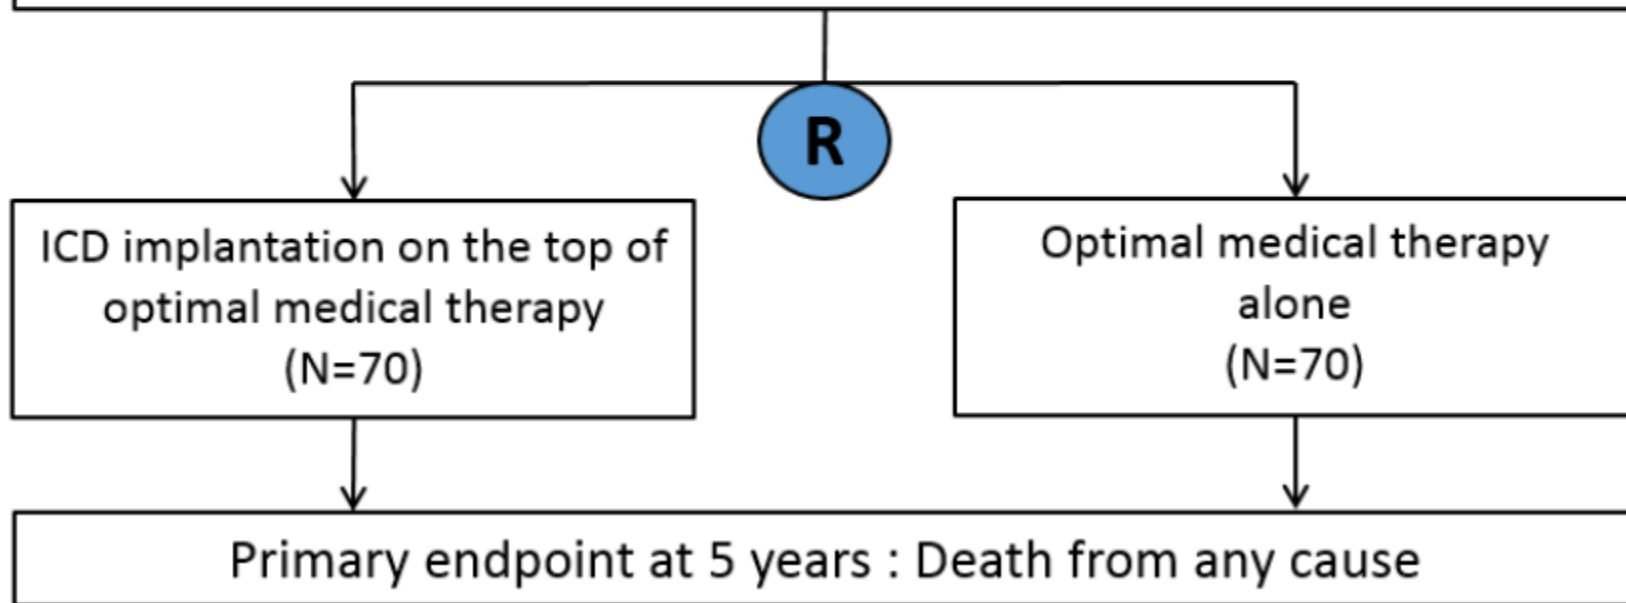 R
ICD implantation on the top of
optimal medical therapy
(N=70)
Optimal medical therapy
alone
(N=70)
Primary endpoint at 5 years : Death from any cause